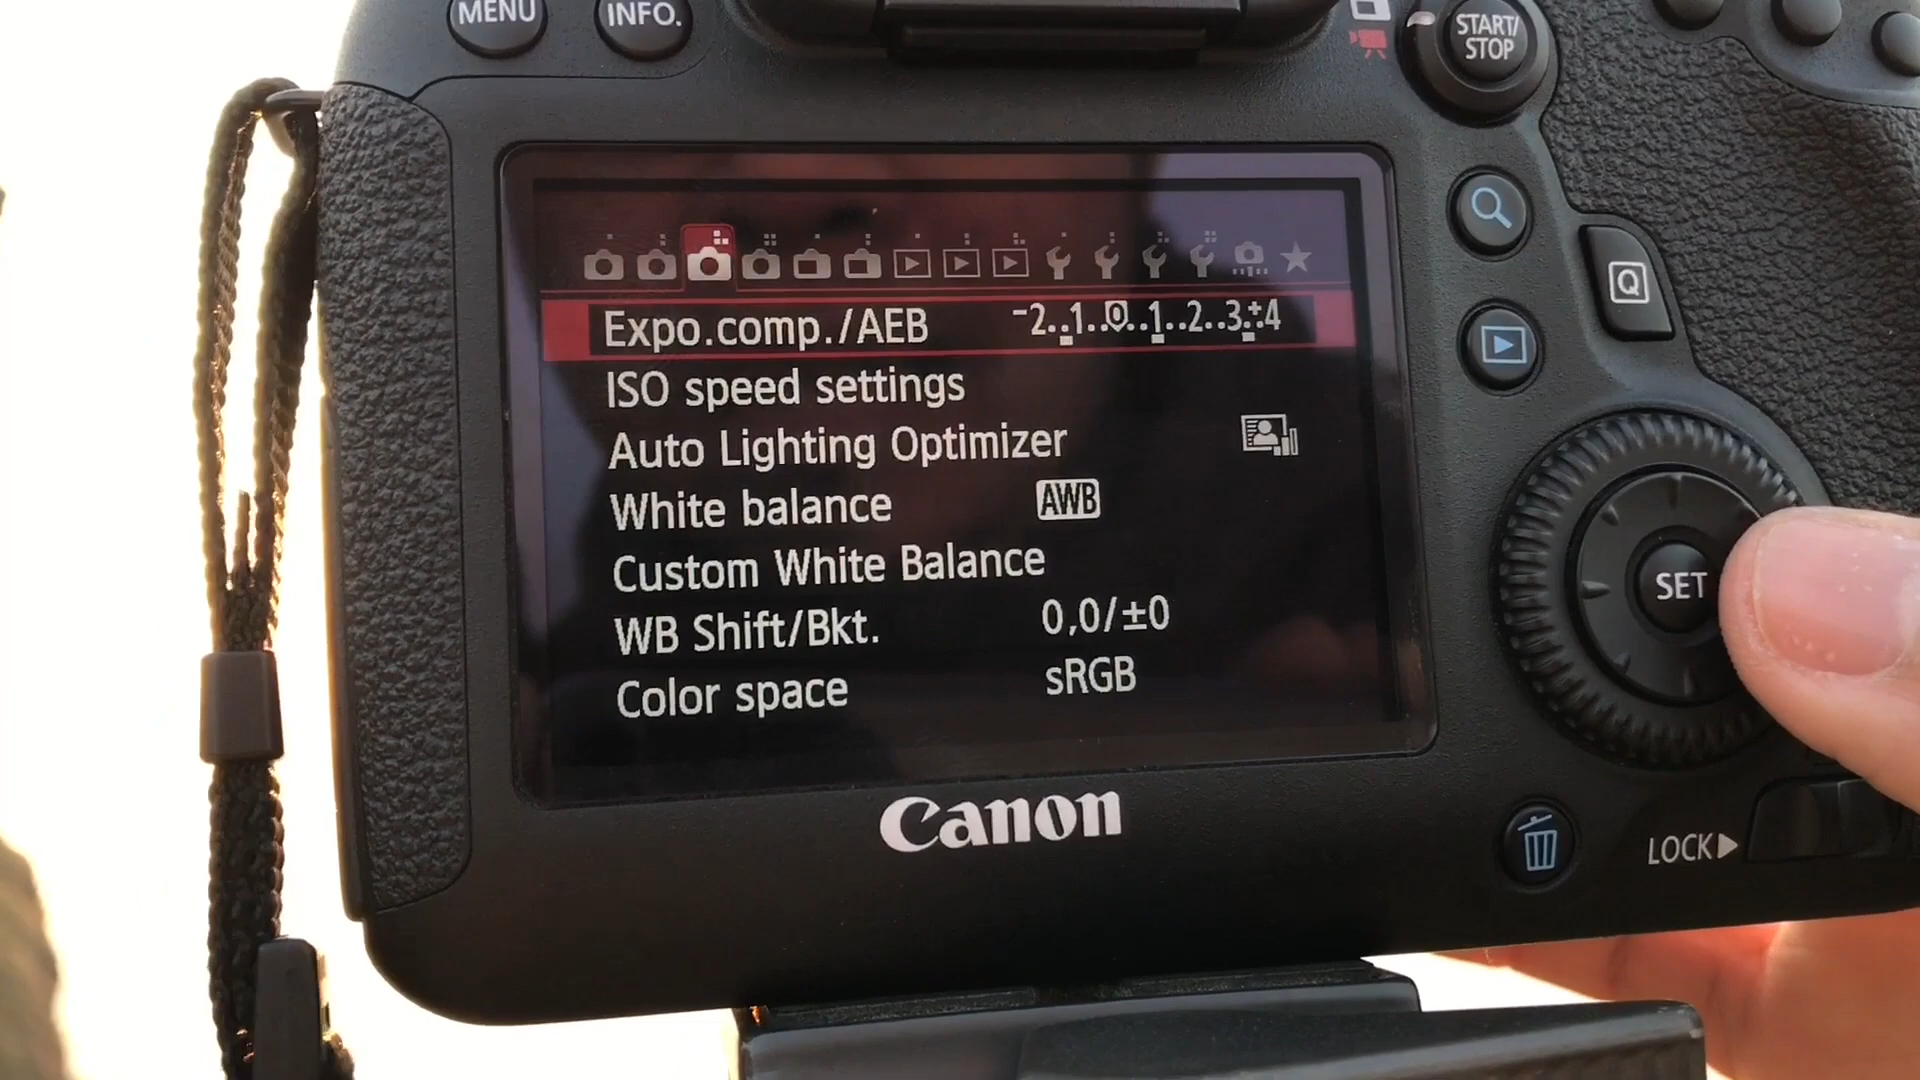 MENU INFO.
START/
STOP
Q
Expo.comp./AEB -2..1..0..1..2..3.+4
ISO speed settings
Auto Lighting Optimizer
White balance AWB
Custom White Balance
WB Shift/Bkt. 0,0/±0
Color space sRGB
SET
Canon
LOCK▶